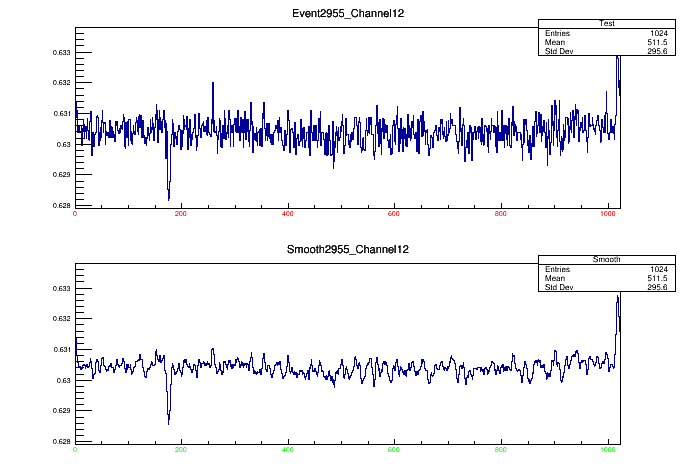 Event2955_Channel12
Test
Entries 1024
Mean 511.5
Std Dev 295.6
0.633
0.632
0.631
0.63
0.629
0.628
0 200 400 600 800 1000
Smooth2955_Channel12
Smooth
Entries 1024
Mean 511.5
Std Dev 295.6
0.633
0.632
0.631
0.63
0.629
0.628
0 200 400 600 800 1000